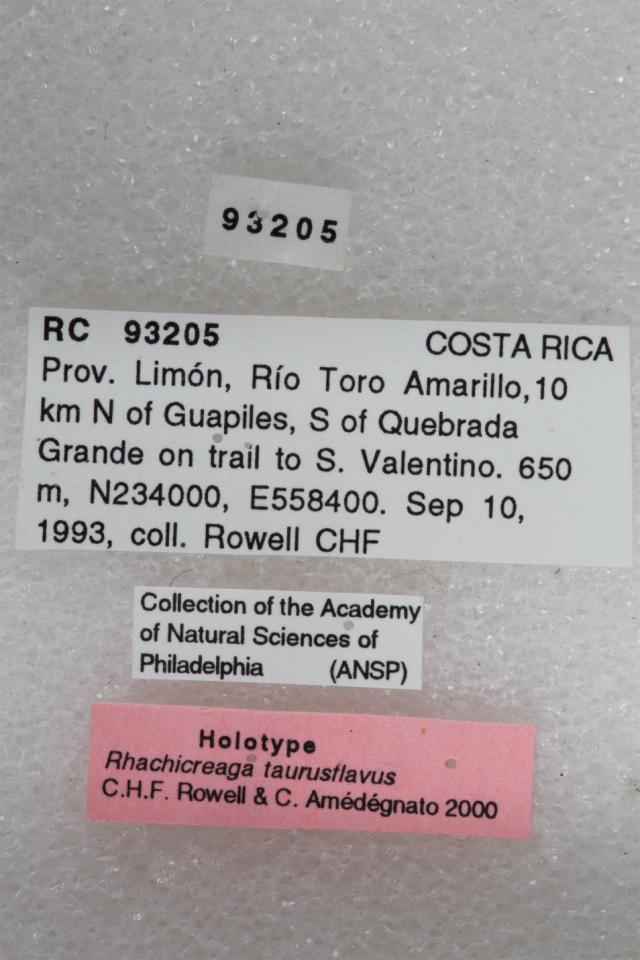 93205
RC 93205 COSTA RICA
Prov. Limón, Río Toro Amarillo,10
km N of Guapiles, S of Quebrada
Grande on trail to S. Valentino. 650
m, N234000, E558400. Sep 10,
1993, coll. Rowell CHF
Collection of the Academy
of Natural Sciences of
Philadelphia (ANSP)
Holotype
Rhachicreaga taurusflavus
C.H.F. Rowell & C. Amédégnato 2000